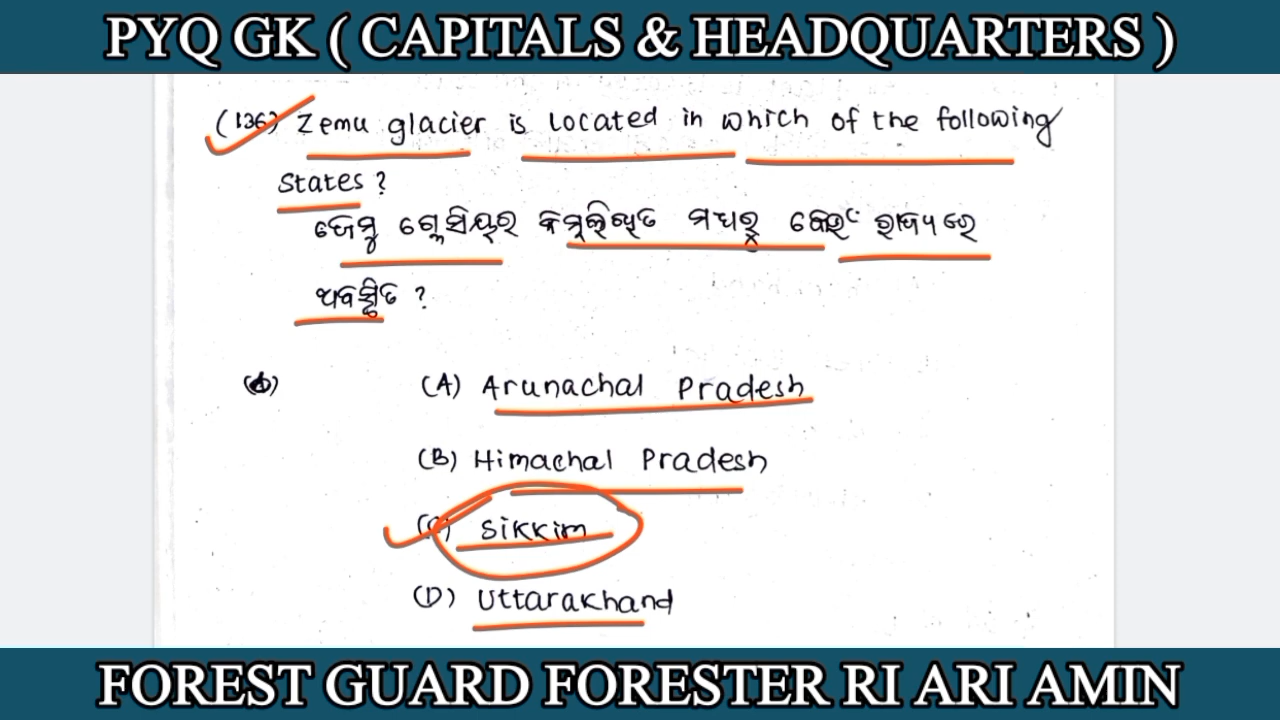 PYQ GK ( CAPITALS & HEADQUARTERS )
(136) Zemu glacier is located in which of the following
States ?
ଜେମୁ ଗ୍ଲେସିୟର ନିମ୍ନଲିଖିତ ମଧ୍ୟରୁ କେଉଁ ରାଜ୍ୟରେ
ଅବସ୍ଥିତ ?
(A) Arunachal Pradesh
(B) Himachal Pradesh
(C) Sikkim
(D) Uttarakhand
FOREST GUARD FORESTER RI ARI AMIN